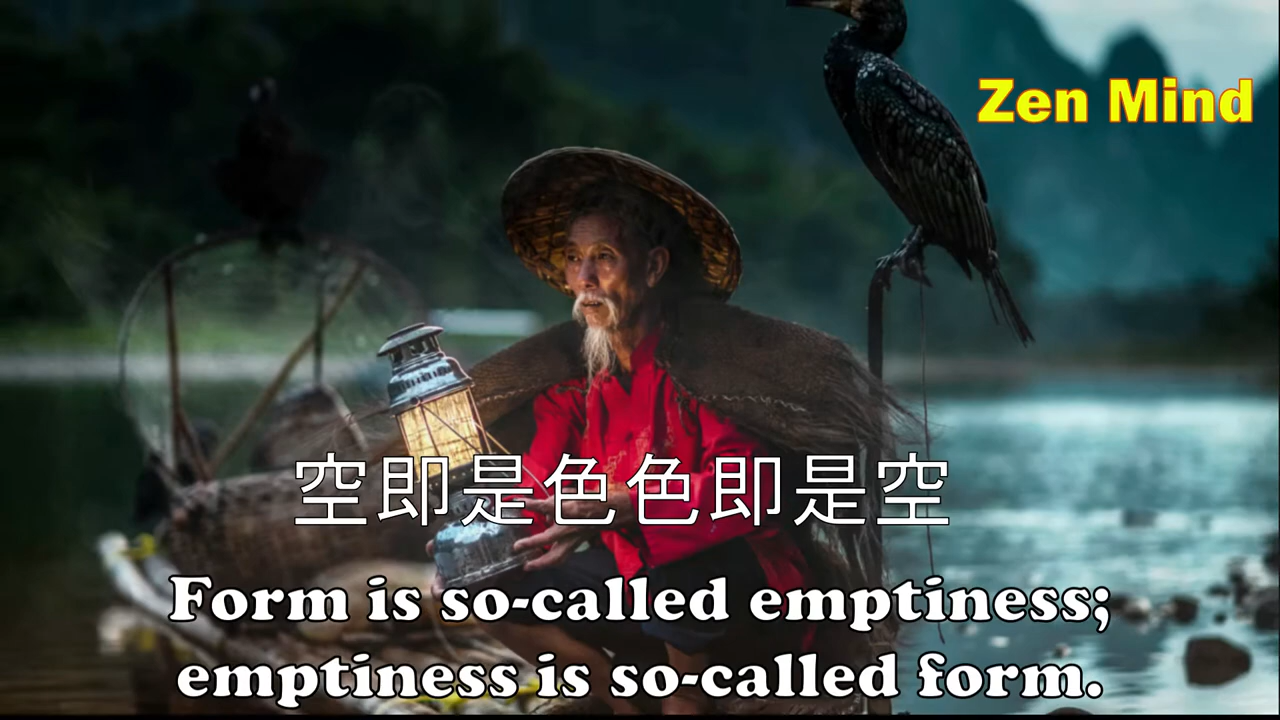 Zen Mind
空即是色色即是空
Form is so-called emptiness;
emptiness is so-called form.